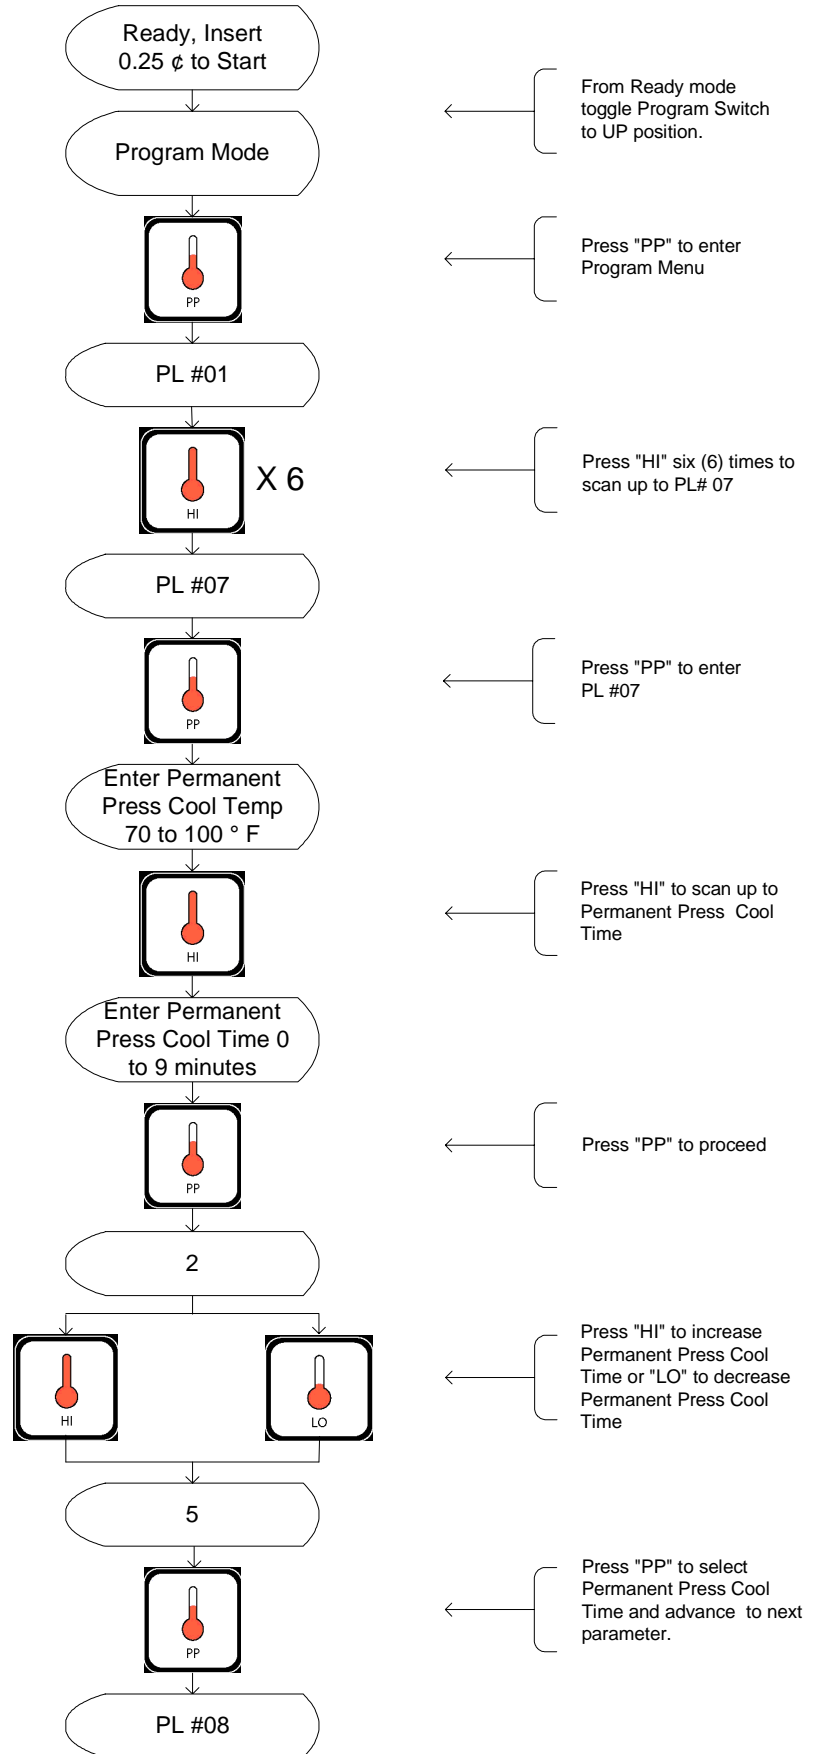 Ready, Insert
0.25 ¢ to Start
From Ready mode
toggle Program Switch
to UP position.
Program Mode
PP
Press "PP" to enter
Program Menu
PL #01
HI
X 6
Press "HI" six (6) times to
scan up to PL# 07
PL #07
PP
Press "PP" to enter
PL #07
Enter Permanent
Press Cool Temp
70 to 100 ° F
HI
Press "HI" to scan up to
Permanent Press Cool
Time
Enter Permanent
Press Cool Time 0
to 9 minutes
PP
Press "PP" to proceed
2
HI
LO
Press "HI" to increase
Permanent Press Cool
Time or "LO" to decrease
Permanent Press Cool
Time
5
PP
Press "PP" to select
Permanent Press Cool
Time and advance to next
parameter.
PL #08